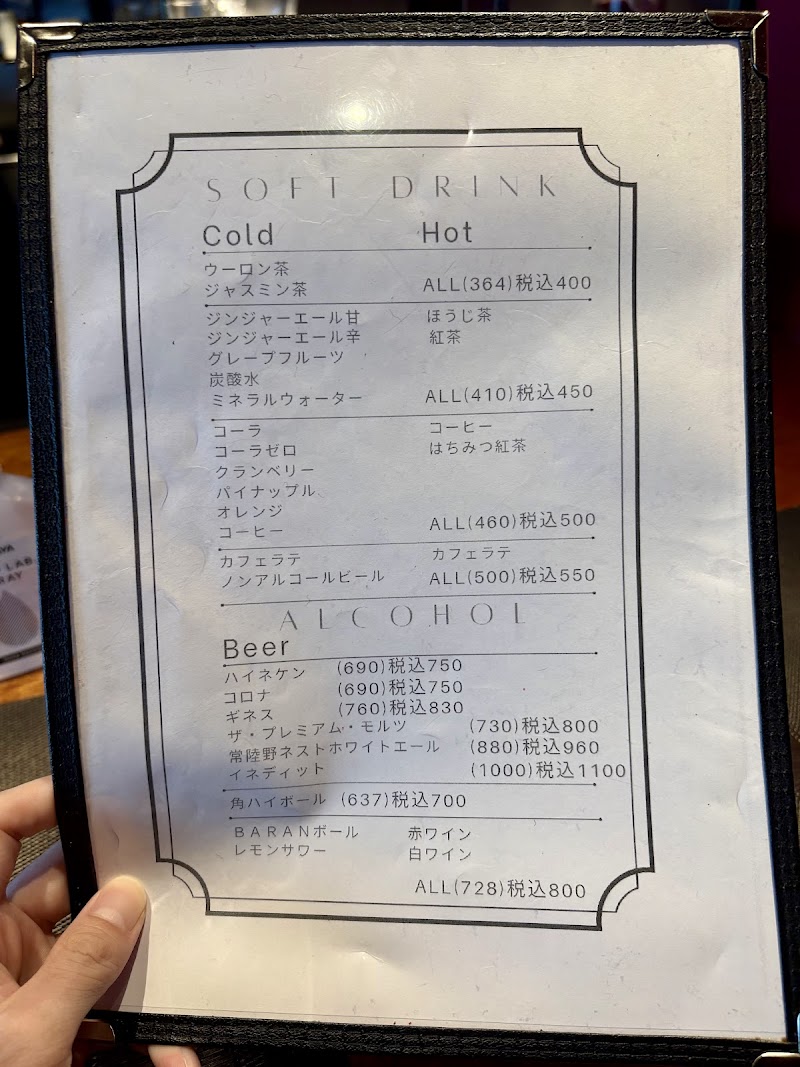 SOFT DRINK
Cold Hot
ウーロン茶
ジャスミン茶 ALL(364)税込400
ジンジャーエール甘 ほうじ茶
ジンジャーエール辛 紅茶
グレープフルーツ
炭酸水
ミネラルウォーター ALL(410)税込450
コーラ コーヒー
コーラゼロ はちみつ紅茶
クランベリー
パイナップル
オレンジ
コーヒー ALL(460)税込500
カフェラテ カフェラテ
ノンアルコールビール ALL(500)税込550
ALCOHOL
Beer
ハイネケン (690)税込750
コロナ (690)税込750
ギネス (760)税込830
ザ・プレミアム・モルツ (730)税込800
常陸野ネストホワイトエール (880)税込960
イネディット (1000)税込1100
角ハイボール (637)税込700
BARANボール 赤ワイン
レモンサワー 白ワイン
ALL(728)税込800
LAB